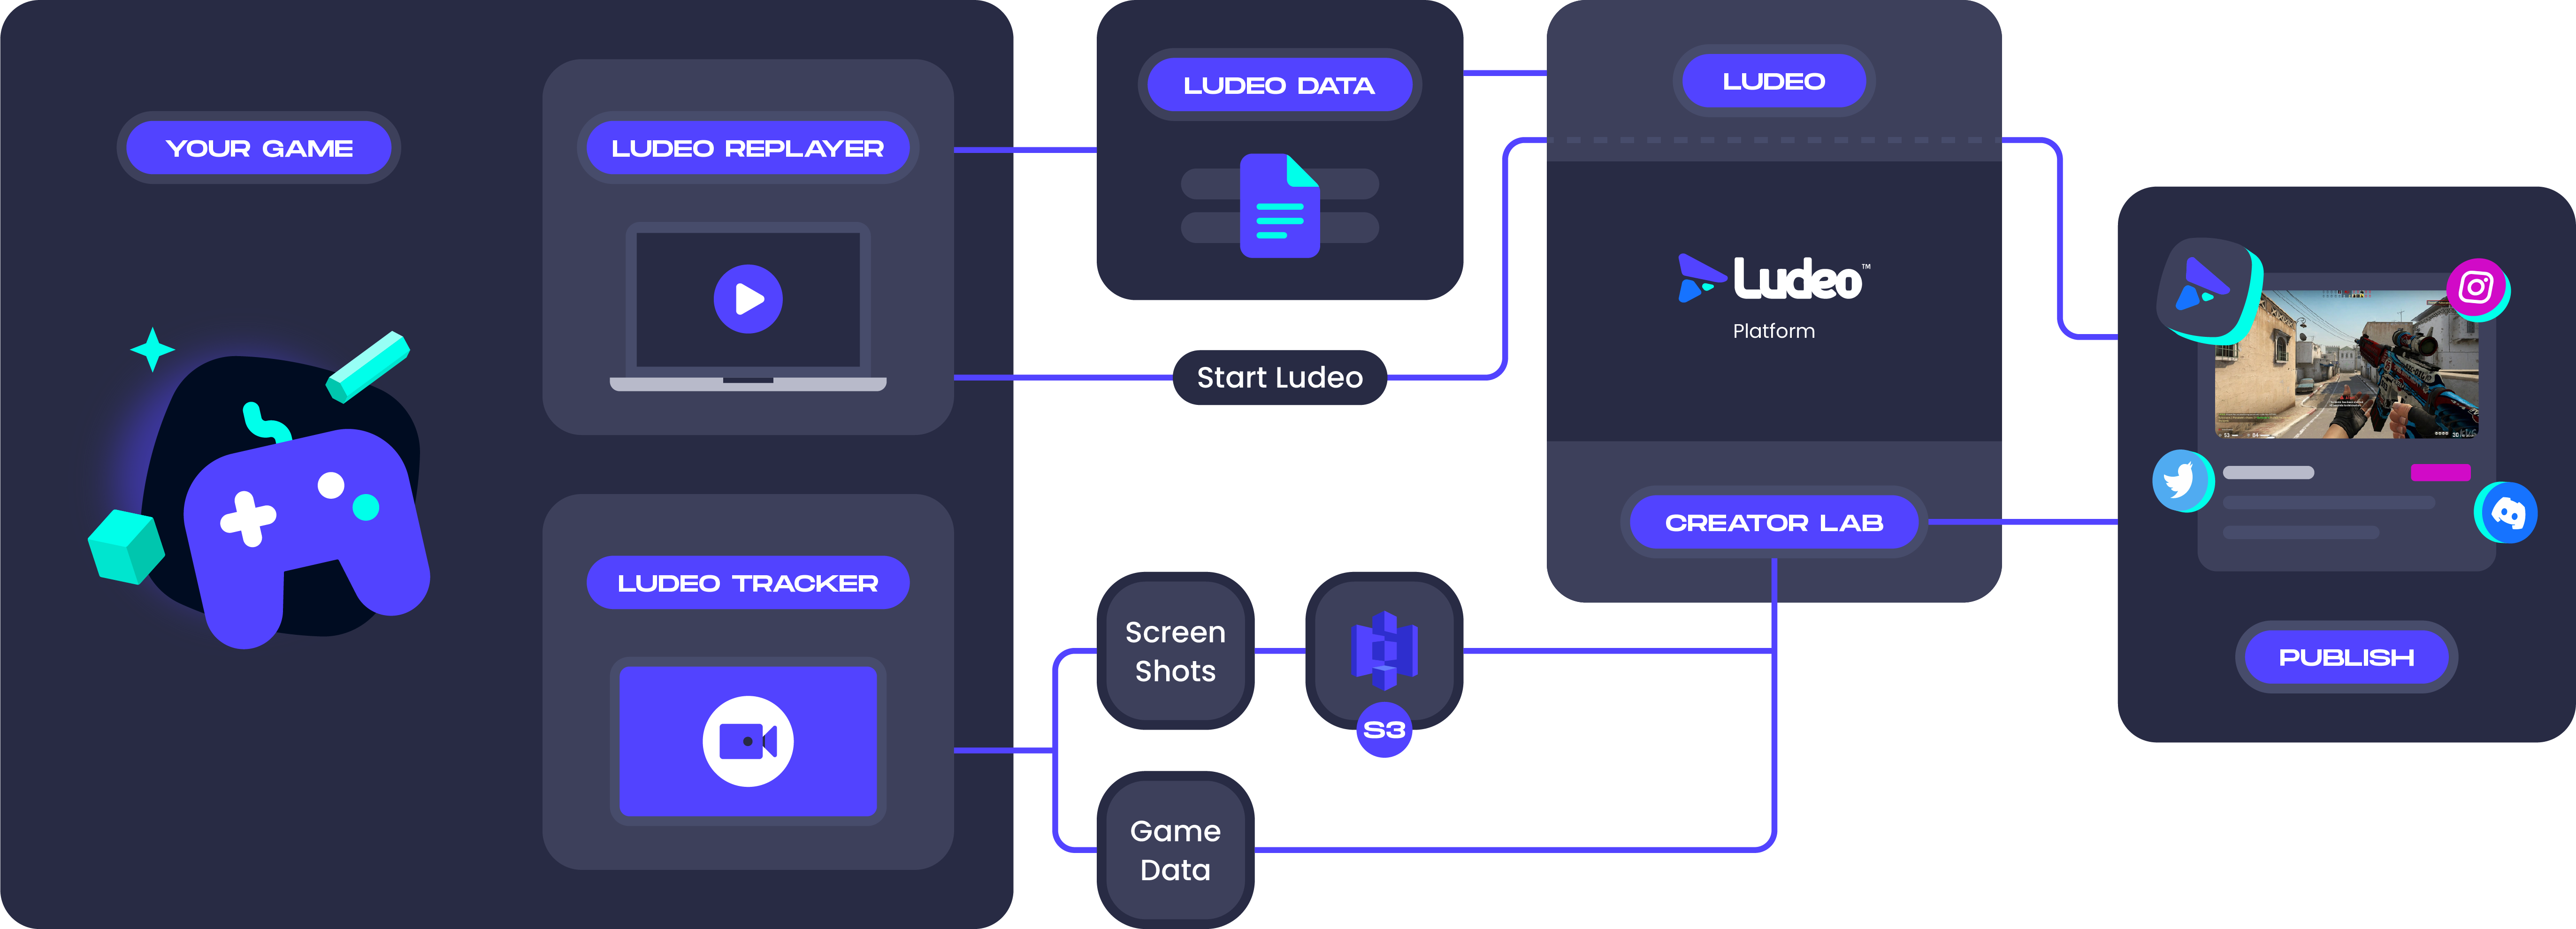 YOUR GAME
LUDEO REPLAYER
LUDEO TRACKER
LUDEO DATA
Start Ludeo
Screen
Shots
S3
Game
Data
LUDEO
Ludeo™
Platform
CREATOR LAB
PUBLISH